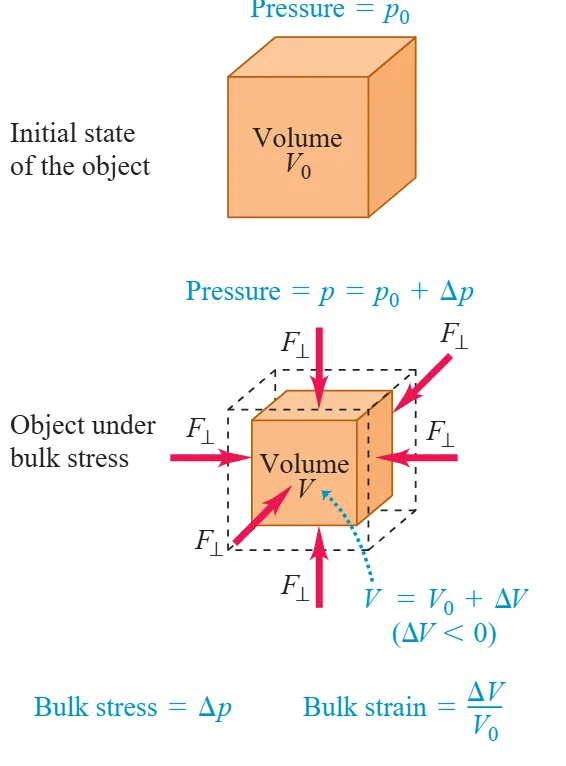 Pressure = p₀
Initial state
of the object
Volume
V₀
Pressure = p = p₀ + Δp
F⊥
F⊥
Object under
bulk stress
F⊥
F⊥
Volume
V
F⊥
F⊥
V = V₀ + ΔV
(ΔV < 0)
Bulk stress = Δp
Bulk strain = ΔV/V₀